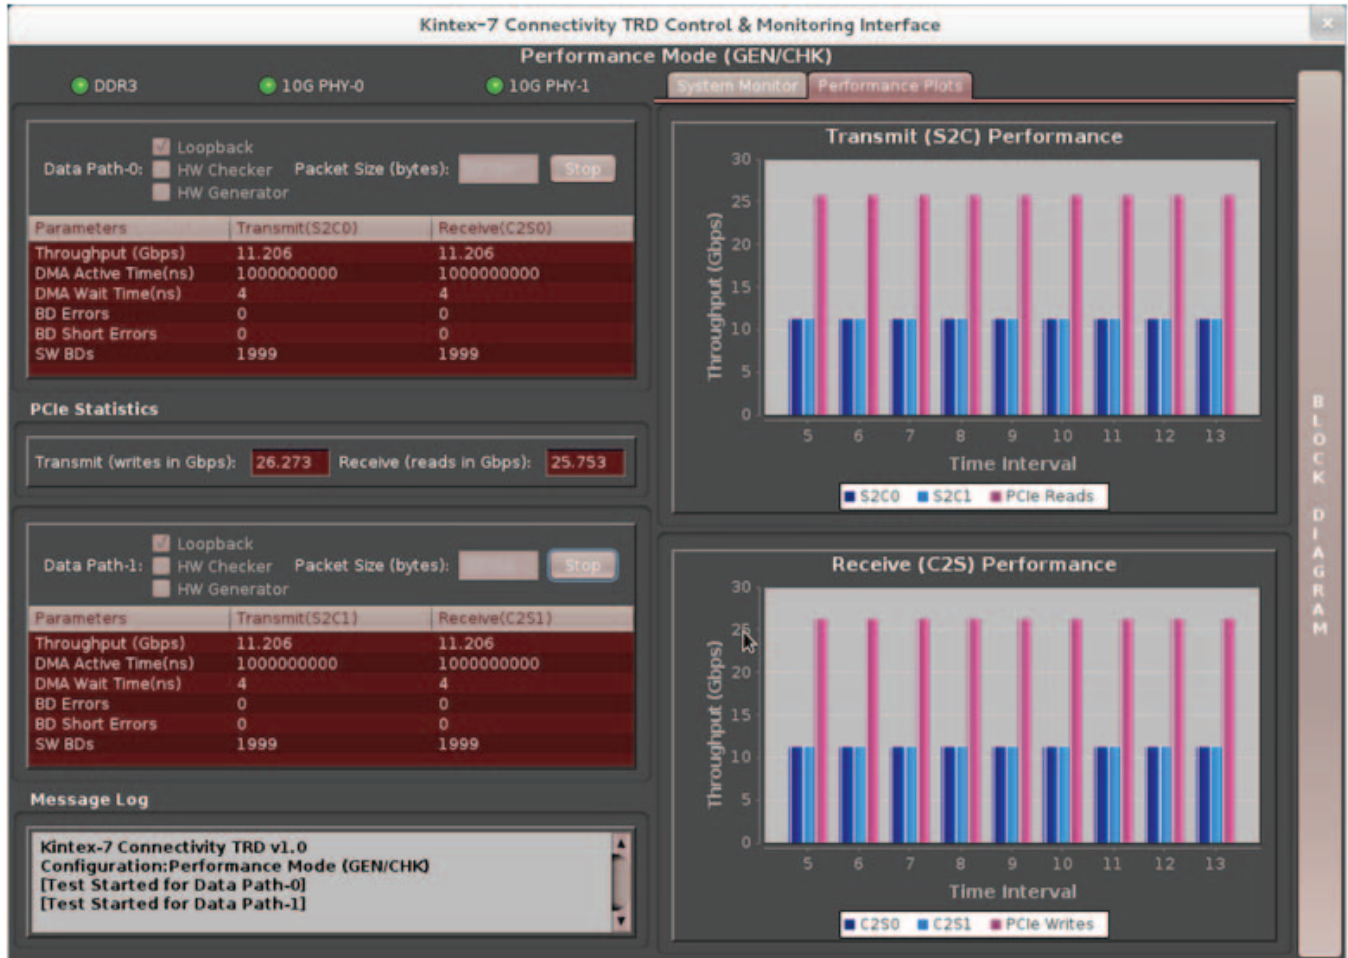 Kintex-7 Connectivity TRD Control & Monitoring Interface
x
Performance Mode (GEN/CHK)
DDR3 10G PHY-0 10G PHY-1
System Monitor Performance Plots
Loopback
Data Path-0: HW Checker Packet Size (bytes): Stop
HW Generator
Parameters Transmit(S2C0) Receive(C2S0)
Throughput (Gbps) 11.206 11.206
DMA Active Time(ns) 1000000000 1000000000
DMA Wait Time(ns) 4 4
BD Errors 0 0
BD Short Errors 0 0
SW BDs 1999 1999
PCIe Statistics
Transmit (writes in Gbps): 26.273 Receive (reads in Gbps): 25.753
Loopback
Data Path-1: HW Checker Packet Size (bytes): Stop
HW Generator
Parameters Transmit(S2C1) Receive(C2S1)
Throughput (Gbps) 11.206 11.206
DMA Active Time(ns) 1000000000 1000000000
DMA Wait Time(ns) 4 4
BD Errors 0 0
BD Short Errors 0 0
SW BDs 1999 1999
Message Log
Kintex-7 Connectivity TRD v1.0
Configuration:Performance Mode (GEN/CHK)
[Test Started for Data Path-0]
[Test Started for Data Path-1]
Transmit (S2C) Performance
Throughput (Gbps)
30
25
20
15
10
5
0
5 6 7 8 9 10 11 12 13
Time Interval
S2C0 S2C1 PCIe Reads
Receive (C2S) Performance
Throughput (Gbps)
30
25
20
15
10
5
0
5 6 7 8 9 10 11 12 13
Time Interval
C2S0 C2S1 PCIe Writes
BLOCK DIAGRAM